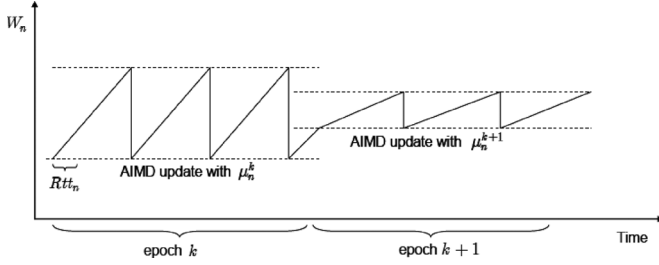 W_n
AIMD update with μ_n^k
AIMD update with μ_n^{k+1}
Rtt_n
Time
epoch k
epoch k + 1